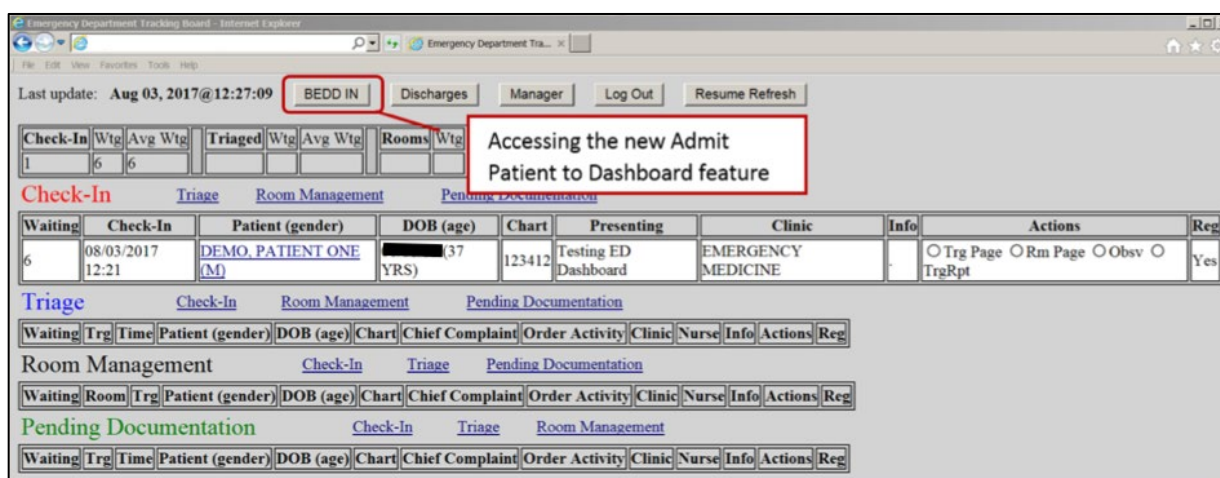 Emergency Department Tracking Board - Internet Explorer
Emergency Department Tra...
File Edit View Favorites Tools Help
Last update: Aug 03, 2017@12:27:09 BEDD IN Discharges Manager Log Out Resume Refresh
Check-In Wtg Avg Wtg Triaged Wtg Avg Wtg Rooms Wtg
1 6 6
Accessing the new Admit
Patient to Dashboard feature
Check-In Triage Room Management Pending Documentation
Waiting Check-In Patient (gender) DOB (age) Chart Presenting Clinic Info Actions Reg
6 08/03/2017 12:21 DEMO, PATIENT ONE (M) (37 YRS) 123412 Testing ED Dashboard EMERGENCY MEDICINE . Trg Page Rm Page Obsv TrgRpt Yes
Triage Check-In Room Management Pending Documentation
Waiting Trg Time Patient (gender) DOB (age) Chart Chief Complaint Order Activity Clinic Nurse Info Actions Reg
Room Management Check-In Triage Pending Documentation
Waiting Room Trg Patient (gender) DOB (age) Chart Chief Complaint Order Activity Clinic Nurse Info Actions Reg
Pending Documentation Check-In Triage Room Management
Waiting Trg Time Patient (gender) DOB (age) Chart Chief Complaint Order Activity Clinic Nurse Info Actions Reg